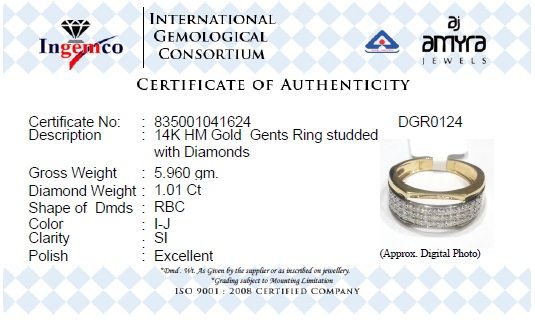 Ingemco
INTERNATIONAL
GEMOLOGICAL
CONSORTIUM
aj
amyra
JEWELS
CERTIFICATE OF AUTHENTICITY
Certificate No: : 835001041624 DGR0124
Description : 14K HM Gold Gents Ring studded
with Diamonds
Gross Weight : 5.960 gm.
Diamond Weight : 1.01 Ct
Shape of Dmds : RBC
Color : I-J
Clarity : SI
Polish : Excellent
(Approx. Digital Photo)
*Dmd. Wt. As Given by the supplier or as inscribed on jewellery.
*Grading subject to Mounting Limitation
ISO 9001 : 2008 CERTIFIED COMPANY